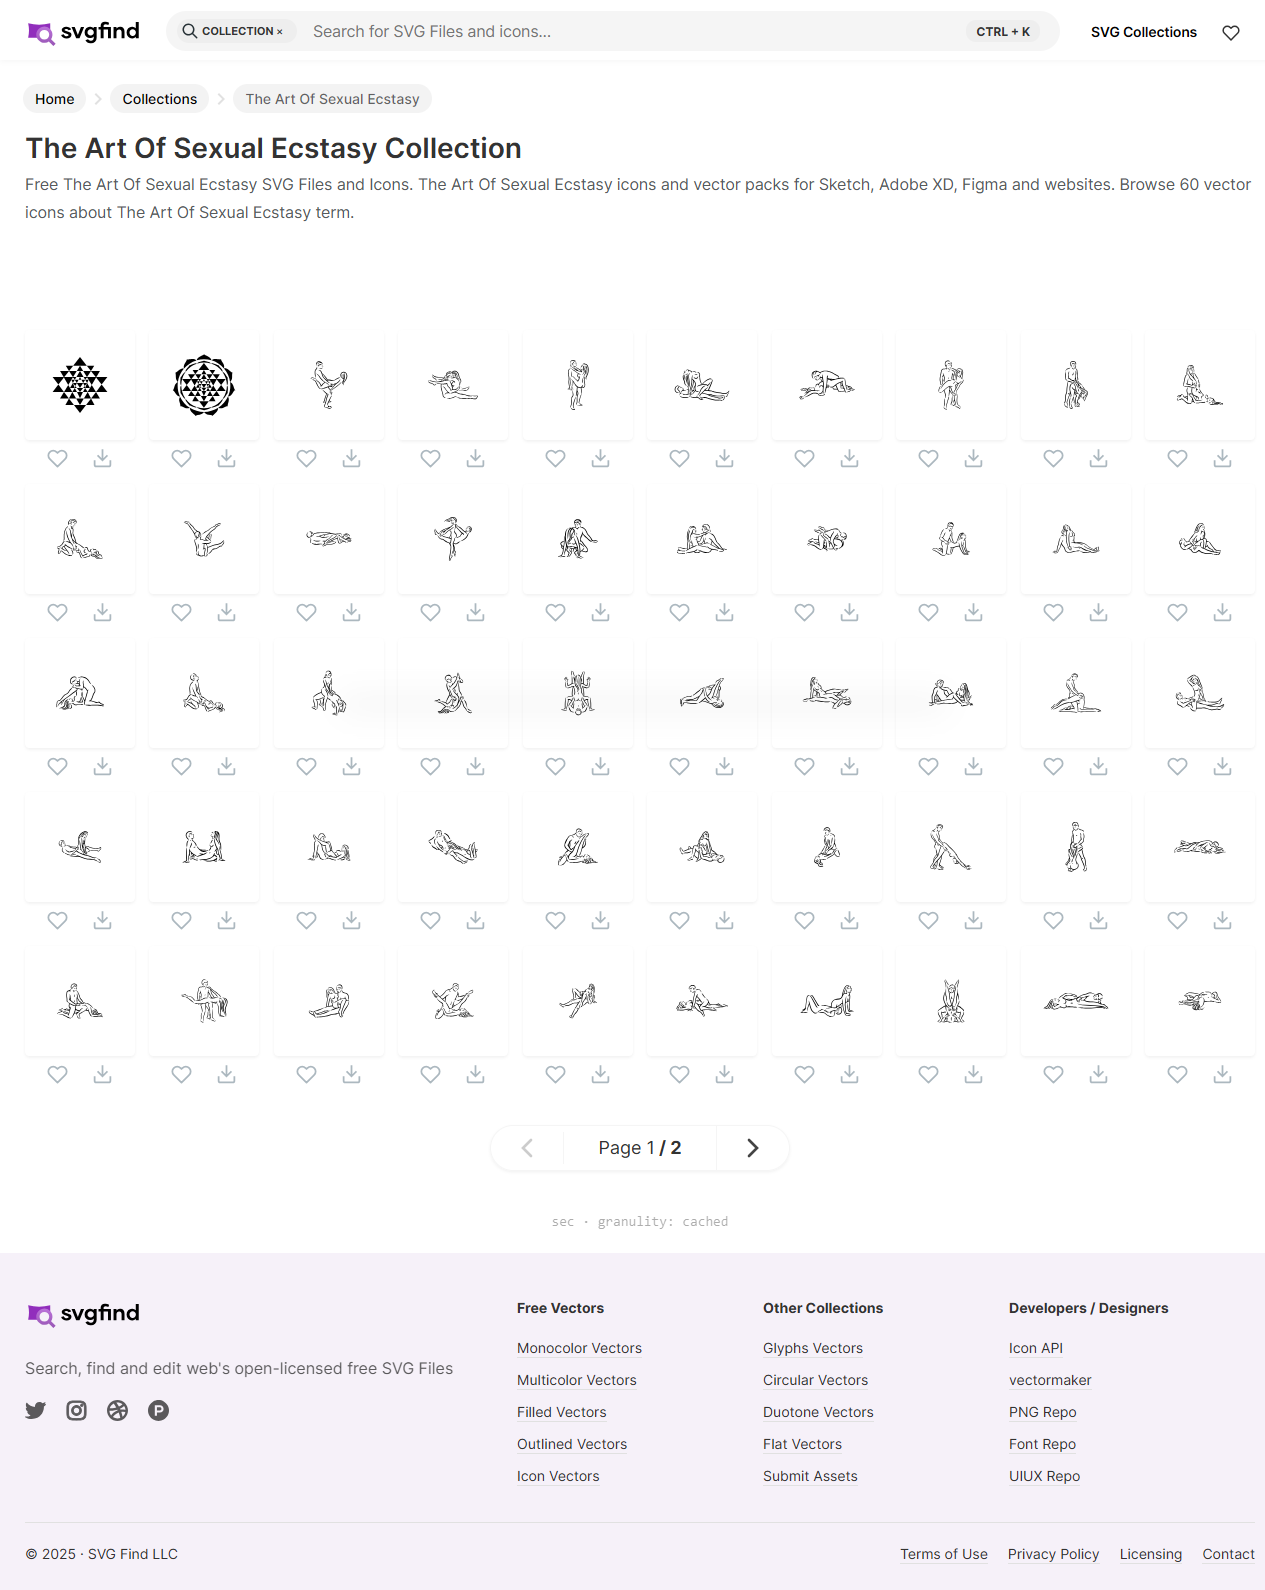 svgfind
COLLECTION ×
Search for SVG Files and icons...
CTRL + K
SVG Collections
Home
Collections
The Art Of Sexual Ecstasy
The Art Of Sexual Ecstasy Collection
Free The Art Of Sexual Ecstasy SVG Files and Icons. The Art Of Sexual Ecstasy icons and vector packs for Sketch, Adobe XD, Figma and websites. Browse 60 vector
icons about The Art Of Sexual Ecstasy term.
Page 1 / 2
sec · granulity: cached
svgfind
Search, find and edit web's open-licensed free SVG Files
Free Vectors
Monocolor Vectors
Multicolor Vectors
Filled Vectors
Outlined Vectors
Icon Vectors
Other Collections
Glyphs Vectors
Circular Vectors
Duotone Vectors
Flat Vectors
Submit Assets
Developers / Designers
Icon API
vectormaker
PNG Repo
Font Repo
UIUX Repo
© 2025 · SVG Find LLC
Terms of Use
Privacy Policy
Licensing
Contact